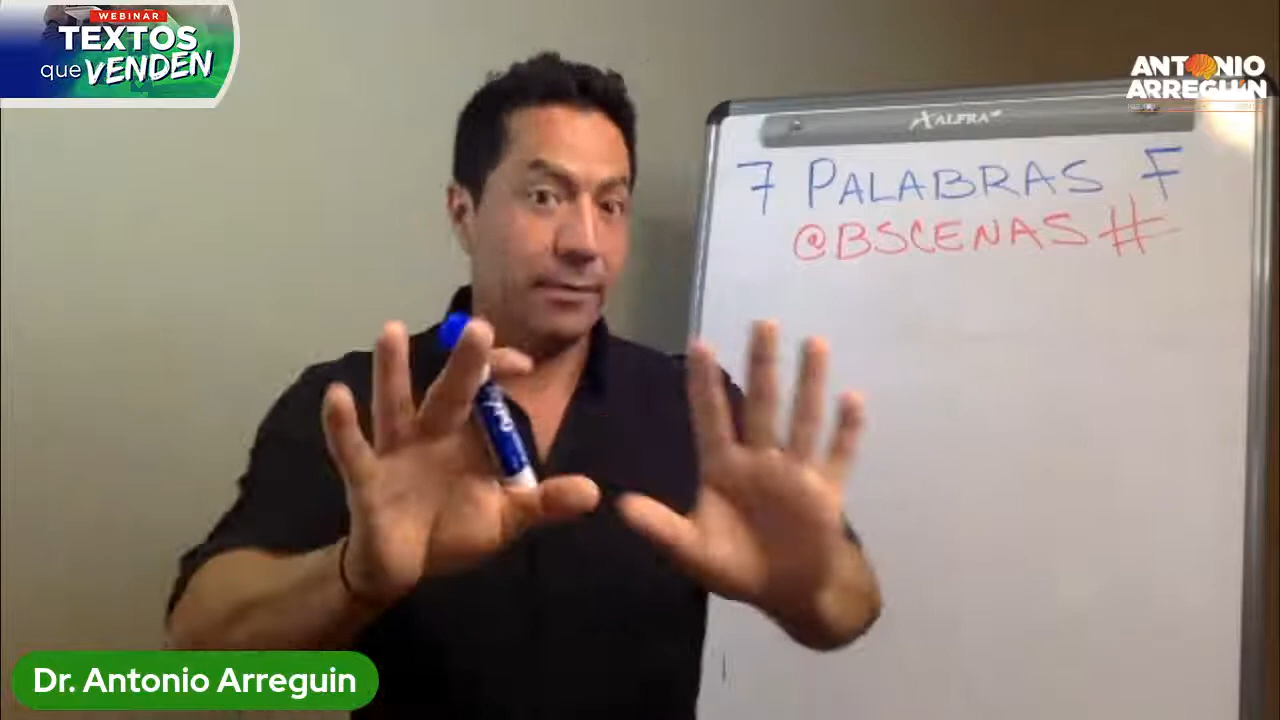 WEBINAR
TEXTOS
que VENDEN
ANTONIO
ARREGUIN
ALFRA
7 PALABRAS F
@BSCENAS #
Dr. Antonio Arreguin